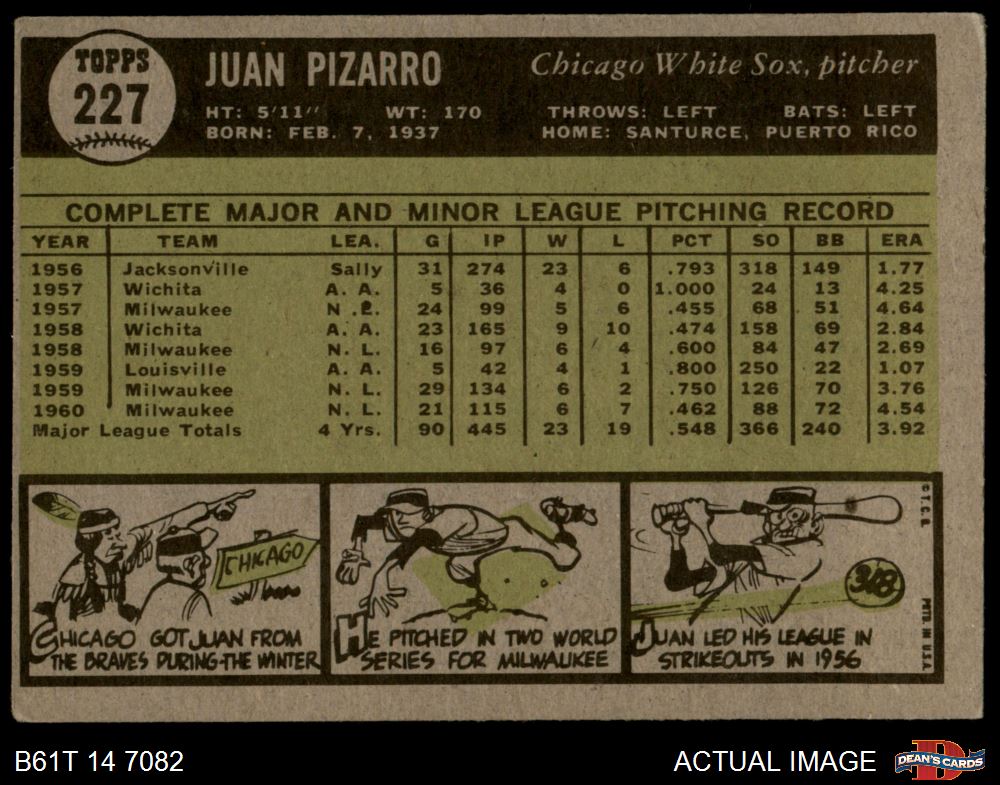 TOPPS
227
JUAN PIZARRO
Chicago White Sox, pitcher
HT: 5'11" WT: 170 THROWS: LEFT BATS: LEFT
BORN: FEB. 7, 1937 HOME: SANTURCE, PUERTO RICO
COMPLETE MAJOR AND MINOR LEAGUE PITCHING RECORD
YEAR TEAM LEA. G IP W L PCT SO BB ERA
1956 Jacksonville Sally 31 274 23 6 .793 318 149 1.77
1957 Wichita A. A. 5 36 4 0 1.000 24 13 4.25
1957 Milwaukee N .L. 24 99 5 6 .455 68 51 4.64
1958 Wichita A. A. 23 165 9 10 .474 158 69 2.84
1958 Milwaukee N. L. 16 97 6 4 .600 84 47 2.69
1959 Louisville A. A. 5 42 4 1 .800 250 22 1.07
1959 Milwaukee N. L. 29 134 6 2 .750 126 70 3.76
1960 Milwaukee N. L. 21 115 6 7 .462 88 72 4.54
Major League Totals 4 Yrs. 90 445 23 19 .548 366 240 3.92
CHICAGO
CHICAGO GOT JUAN FROM
THE BRAVES DURING THE WINTER
HE PITCHED IN TWO WORLD
SERIES FOR MILWAUKEE
318
JUAN LED HIS LEAGUE IN
STRIKEOUTS IN 1956
© T.C.G. PRTD. IN U.S.A.
B61T 14 7082
ACTUAL IMAGE
D
DEAN'S CARDS